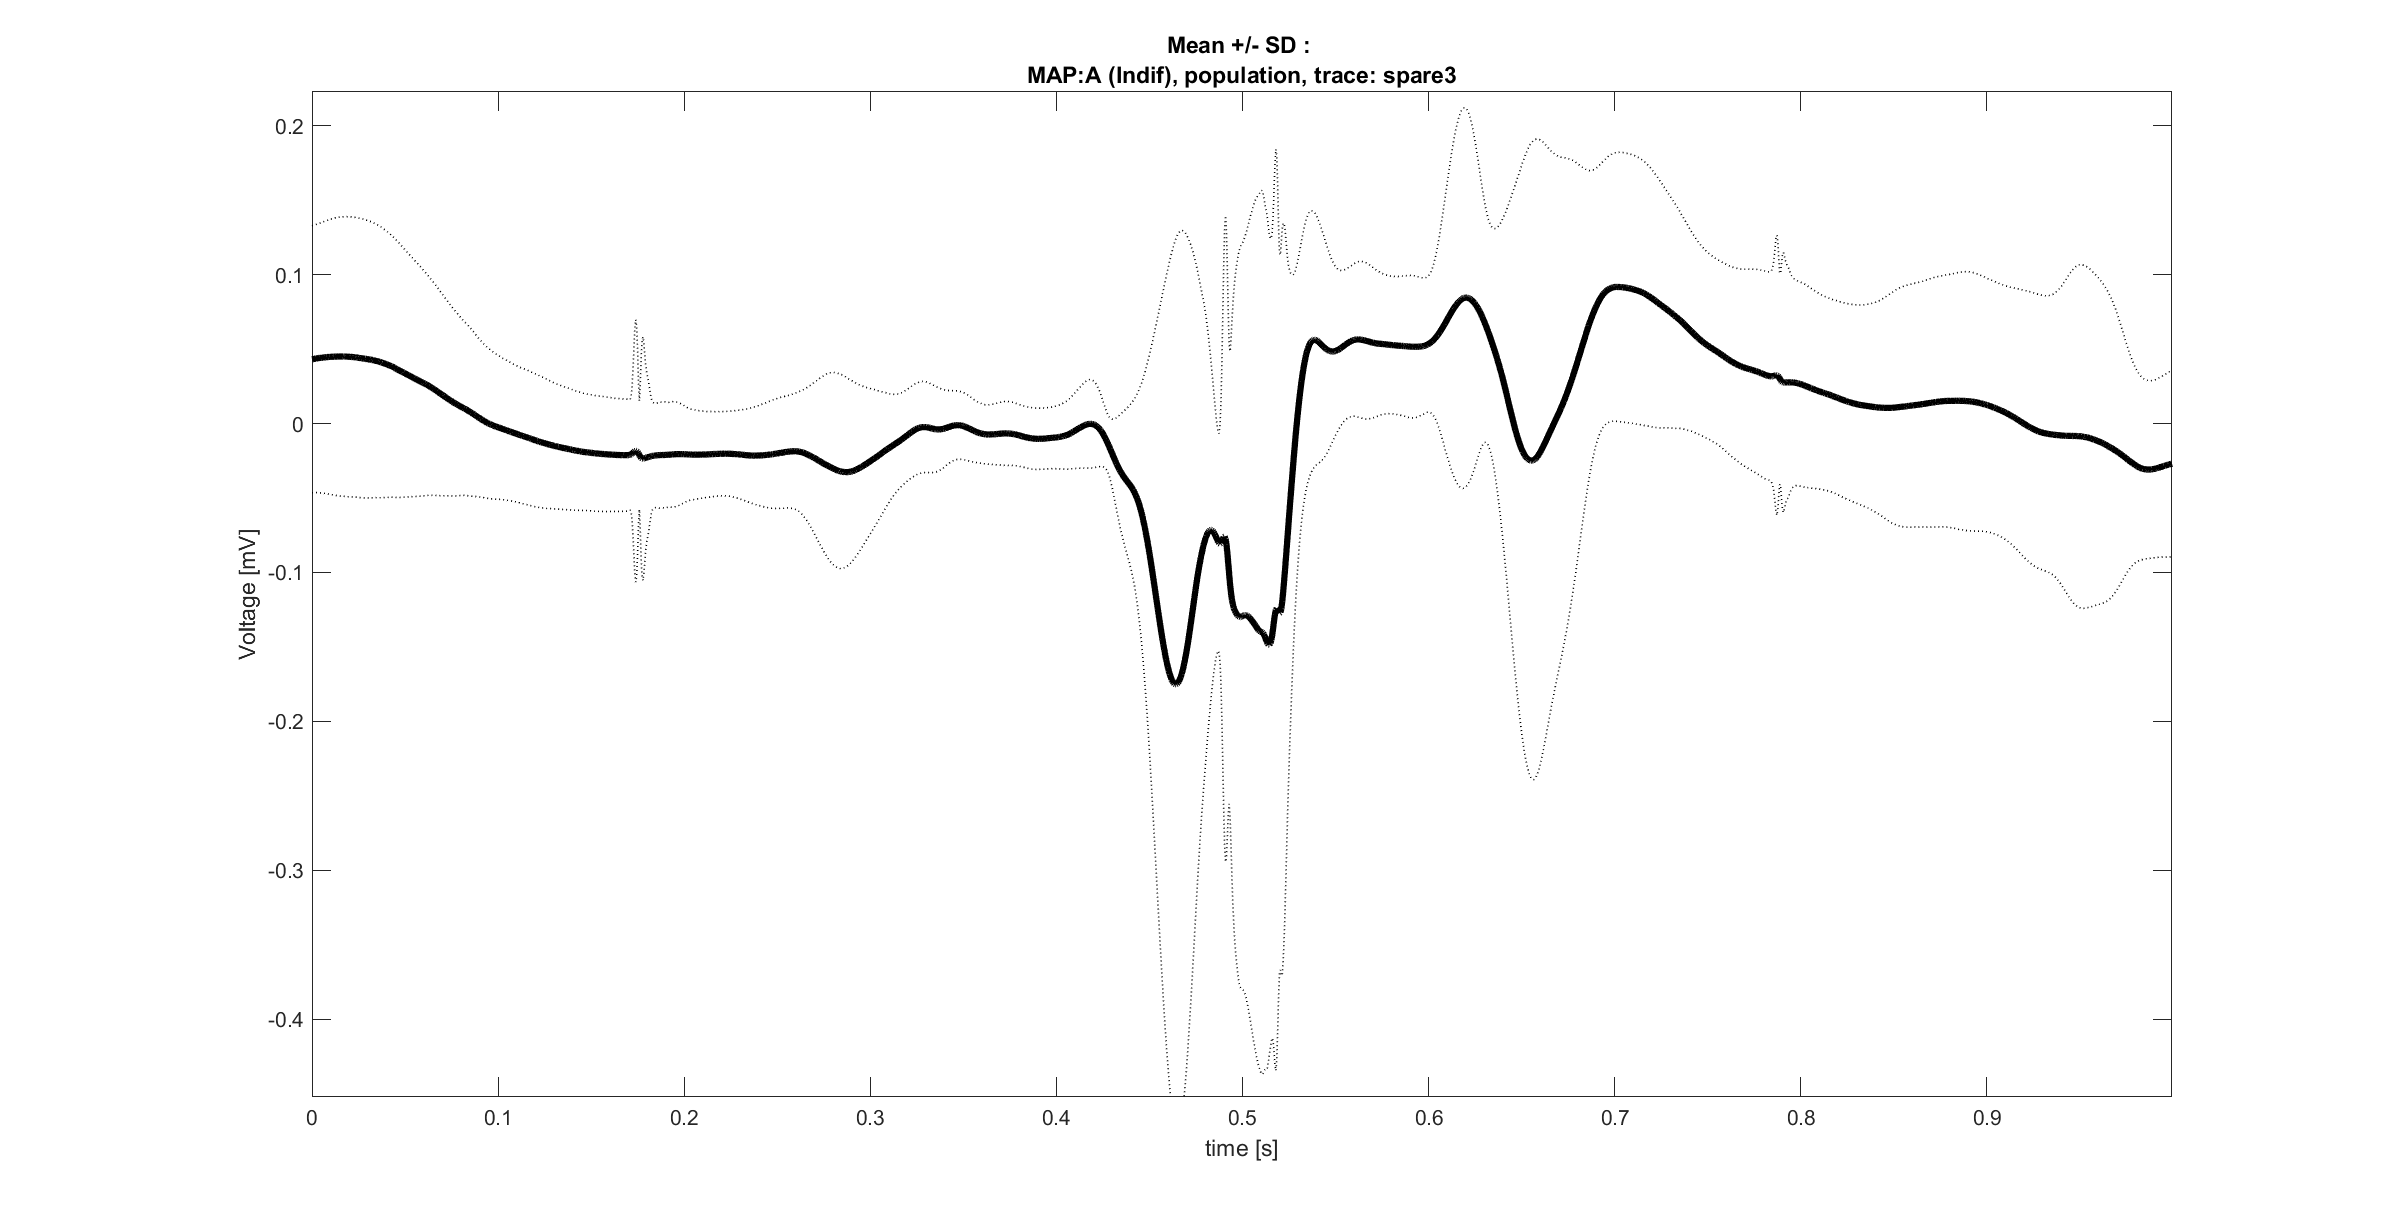 Mean +/- SD :
MAP:A (Indif), population, trace: spare3
0.2
0.1
0
-0.1
-0.2
-0.3
-0.4
Voltage [mV]
0 0.1 0.2 0.3 0.4 0.5 0.6 0.7 0.8 0.9
time [s]